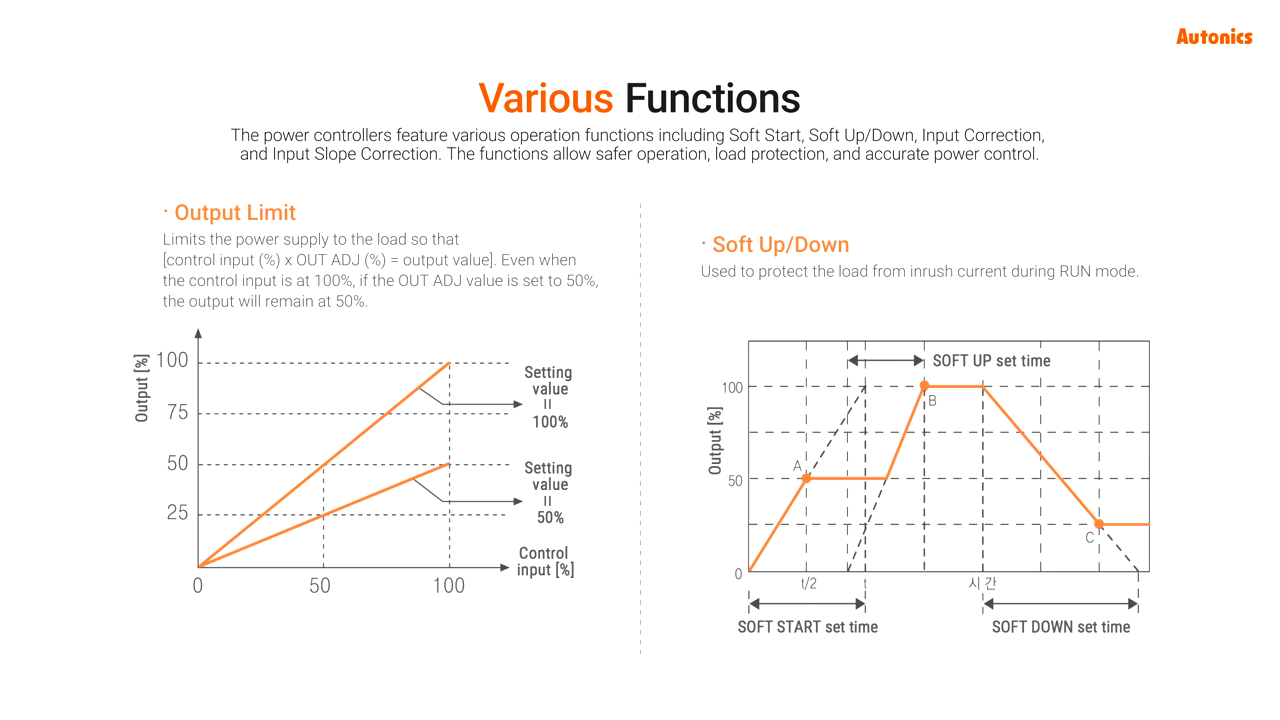 Autonics
Various Functions
The power controllers feature various operation functions including Soft Start, Soft Up/Down, Input Correction,
and Input Slope Correction. The functions allow safer operation, load protection, and accurate power control.
· Output Limit
Limits the power supply to the load so that
[control input (%) x OUT ADJ (%) = output value]. Even when
the control input is at 100%, if the OUT ADJ value is set to 50%,
the output will remain at 50%.
Output [%]
100
75
50
25
0
50
100
Setting
value
=
100%
Setting
value
=
50%
Control
input [%]
· Soft Up/Down
Used to protect the load from inrush current during RUN mode.
SOFT UP set time
Output [%]
100
50
0
A
B
C
t/2
t
시간
SOFT START set time
SOFT DOWN set time